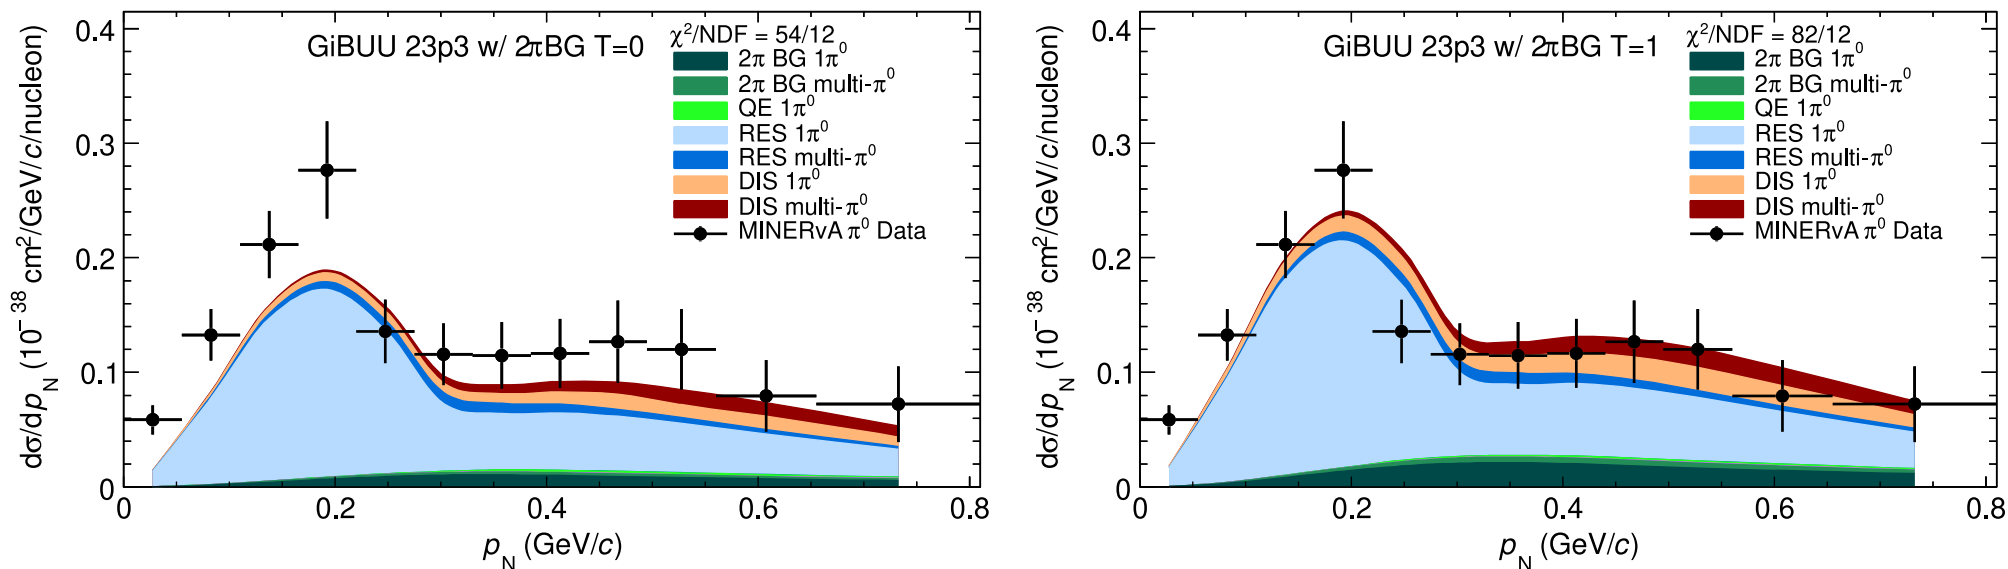 GiBUU 23p3 w/ 2πBG T=0
χ²/NDF = 54/12
2π BG 1π⁰
2π BG multi-π⁰
QE 1π⁰
RES 1π⁰
RES multi-π⁰
DIS 1π⁰
DIS multi-π⁰
MINERvA π⁰ Data
dσ/dp_N (10⁻³⁸ cm²/GeV/c/nucleon)
0.4
0.3
0.2
0.1
0
0 0.2 0.4 0.6 0.8
p_N (GeV/c)
GiBUU 23p3 w/ 2πBG T=1
χ²/NDF = 82/12
2π BG 1π⁰
2π BG multi-π⁰
QE 1π⁰
RES 1π⁰
RES multi-π⁰
DIS 1π⁰
DIS multi-π⁰
MINERvA π⁰ Data
dσ/dp_N (10⁻³⁸ cm²/GeV/c/nucleon)
0.4
0.3
0.2
0.1
0
0 0.2 0.4 0.6 0.8
p_N (GeV/c)